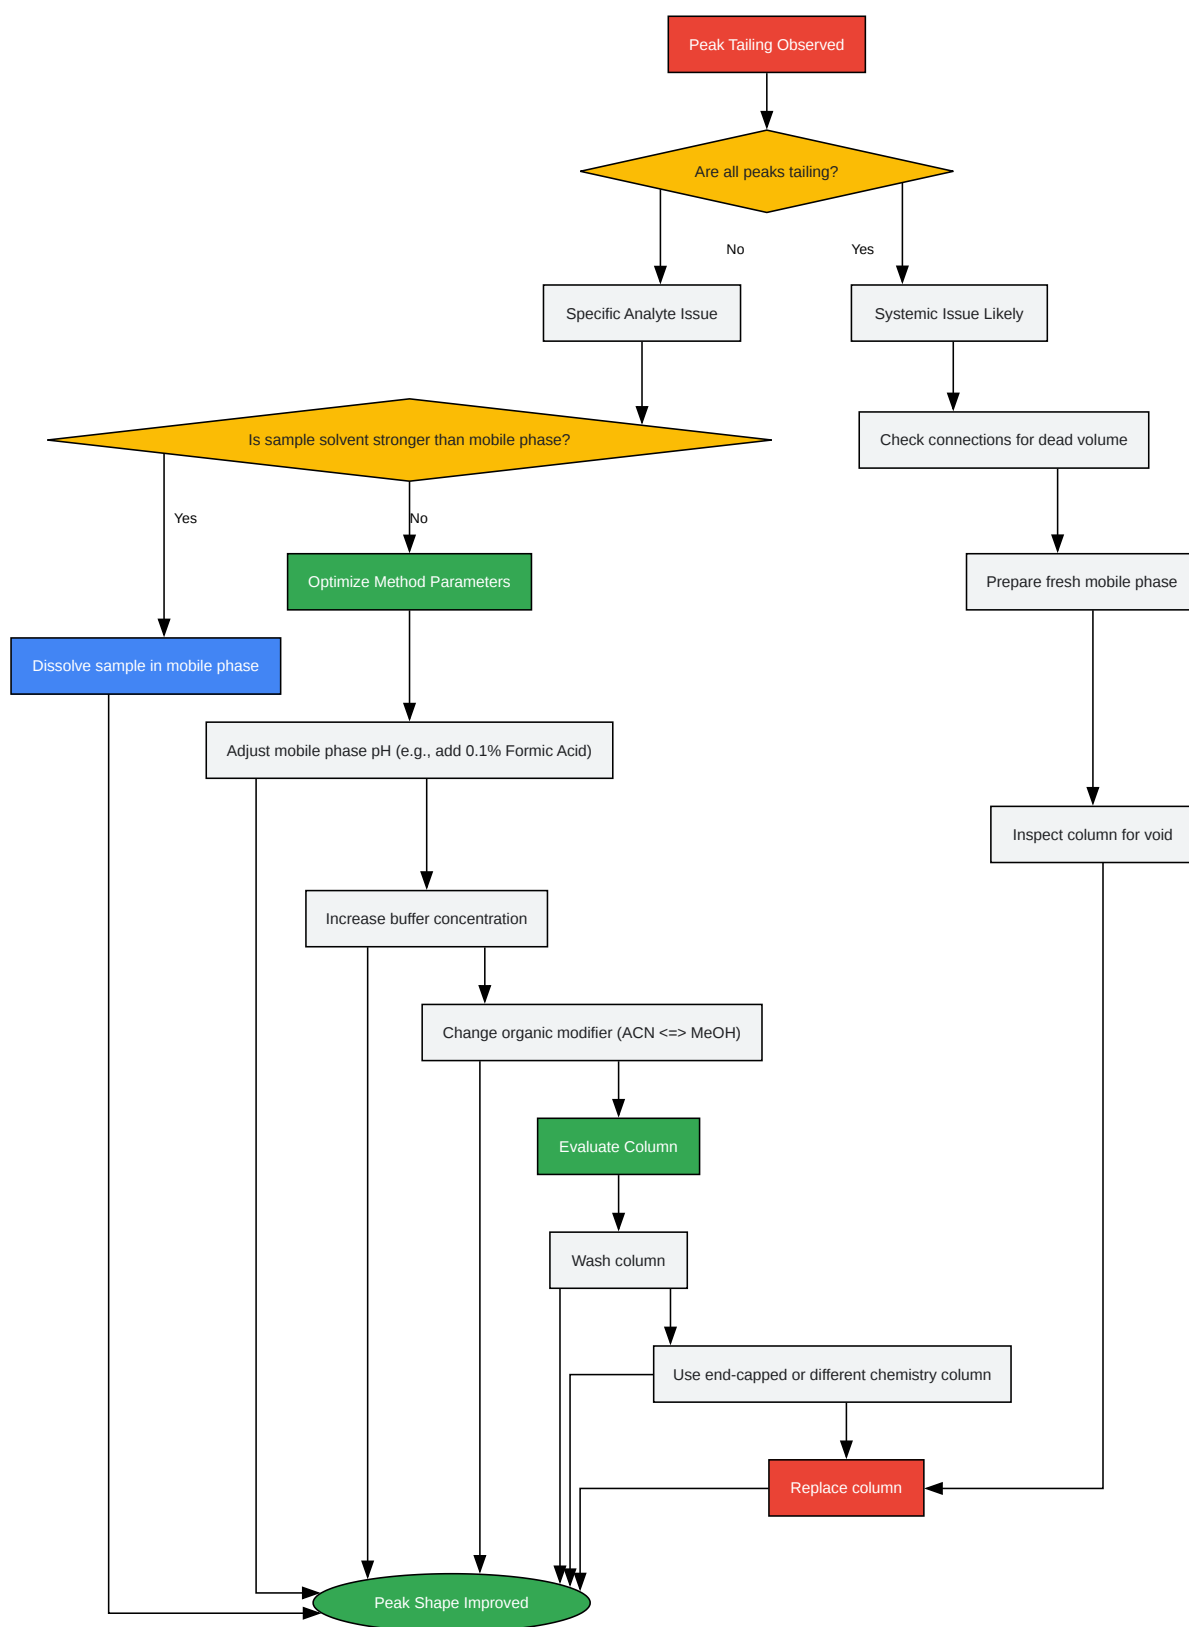 Peak Tailing Observed
Are all peaks tailing?
No
Yes
Specific Analyte Issue
Systemic Issue Likely
Is sample solvent stronger than mobile phase?
Check connections for dead volume
Yes
No
Optimize Method Parameters
Prepare fresh mobile phase
Dissolve sample in mobile phase
Adjust mobile phase pH (e.g., add 0.1% Formic Acid)
Inspect column for void
Increase buffer concentration
Change organic modifier (ACN <=> MeOH)
Evaluate Column
Wash column
Use end-capped or different chemistry column
Replace column
Peak Shape Improved